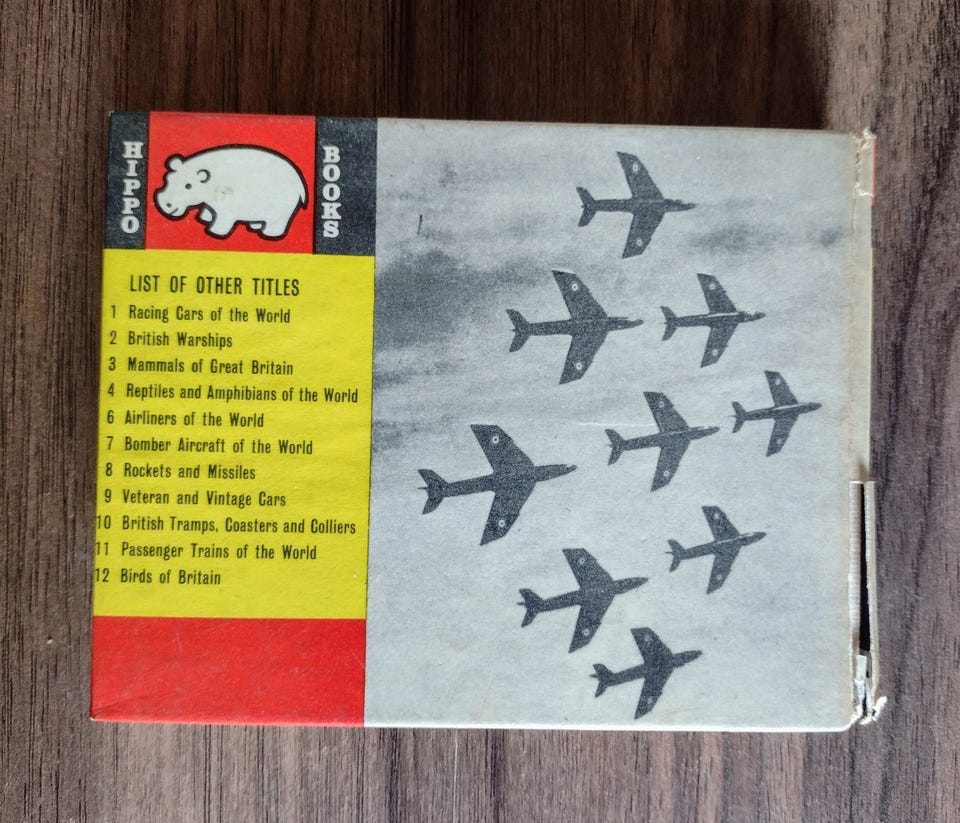 HIPPO
BOOKS
LIST OF OTHER TITLES
1 Racing Cars of the World
2 British Warships
3 Mammals of Great Britain
4 Reptiles and Amphibians of the World
6 Airliners of the World
7 Bomber Aircraft of the World
8 Rockets and Missiles
9 Veteran and Vintage Cars
10 British Tramps, Coasters and Colliers
11 Passenger Trains of the World
12 Birds of Britain